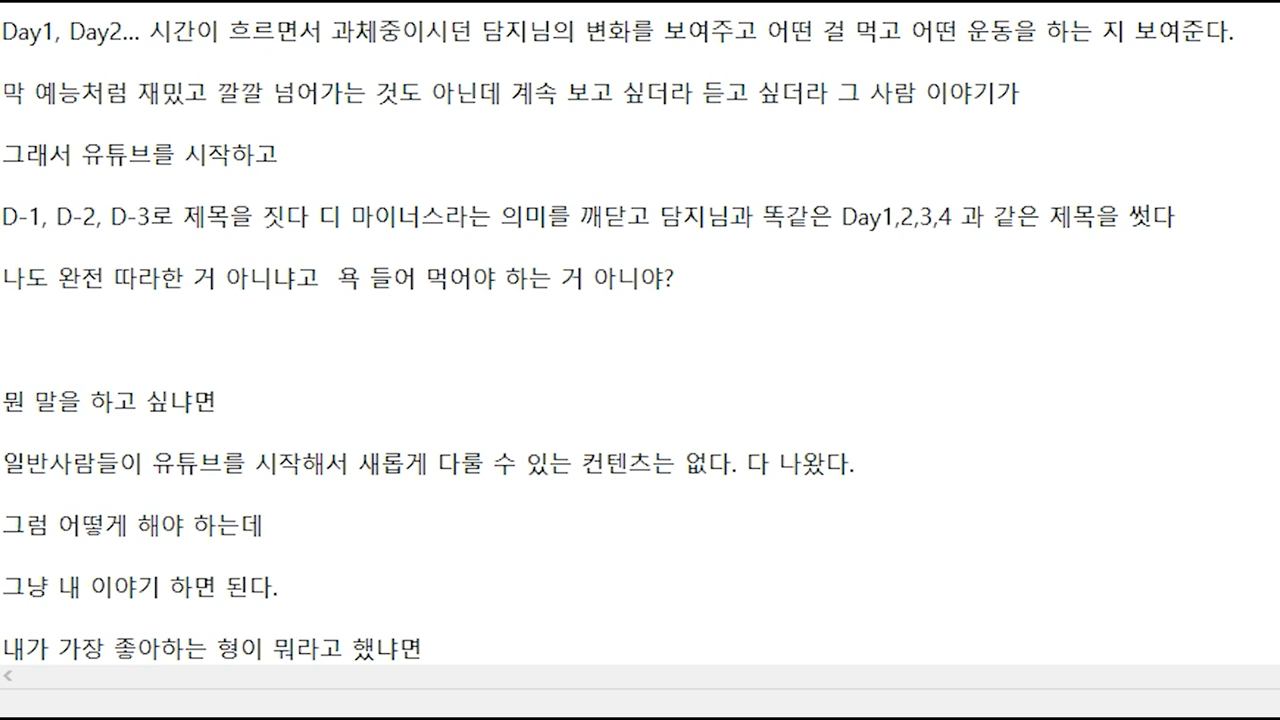 Day1, Day2... 시간이 흐르면서 과체중이시던 담지님의 변화를 보여주고 어떤 걸 먹고 어떤 운동을 하는 지 보여준다.
막 예능처럼 재밌고 깔깔 넘어가는 것도 아닌데 계속 보고 싶더라 듣고 싶더라 그 사람 이야기가
그래서 유튜브를 시작하고
D-1, D-2, D-3로 제목을 짓다 디 마이너스라는 의미를 깨닫고 담지님과 똑같은 Day1,2,3,4 과 같은 제목을 썻다
나도 완전 따라한 거 아니냐고  욕 들어 먹어야 하는 거 아니야?
뭔 말을 하고 싶냐면
일반사람들이 유튜브를 시작해서 새롭게 다룰 수 있는 컨텐츠는 없다. 다 나왔다.
그럼 어떻게 해야 하는데
그냥 내 이야기 하면 된다.
내가 가장 좋아하는 형이 뭐라고 했냐면